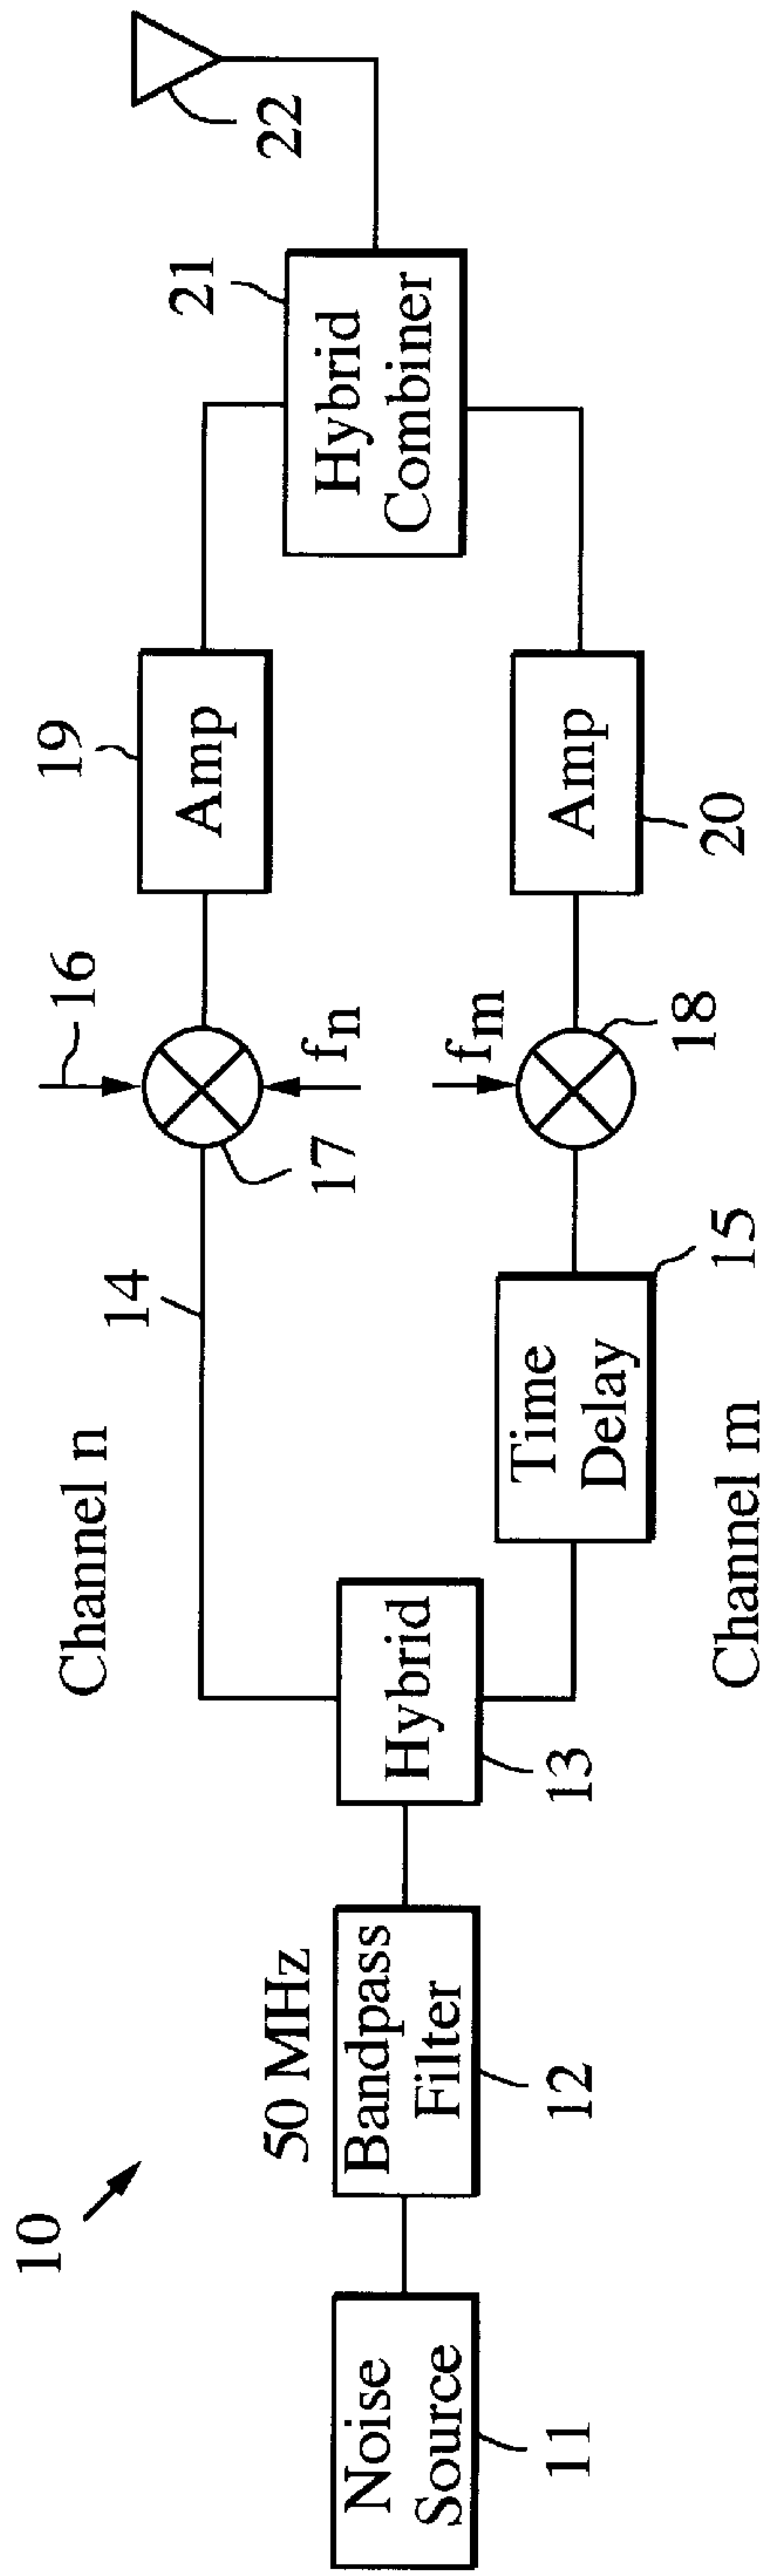 10
Noise
Source
11
50 MHz
Bandpass
Filter
12
Hybrid
13
Channel n
14
16
17
fn
19
Amp
Channel m
Time
Delay
15
fm
18
Amp
20
21
Hybrid
Combiner
22